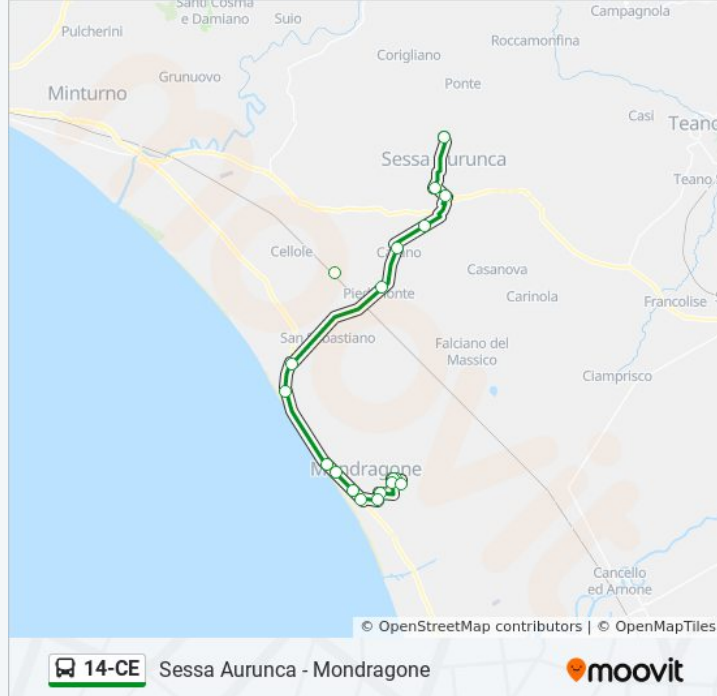 Santi Cosma
e Damiano
Suio
Campagnola
Pulcherini
Roccamonfina
Corigliano
Grunuovo
Ponte
Minturno
Casi
Teano
Sessa Aurunca
Teano S
Cellole
Casanova
Carinola
Francolise
San Sebastiano
Falciano del
Massico
Ciamprisco
Mondragone
Cancello
ed Arnone
moovit
© OpenStreetMap contributors | © OpenMapTiles
14-CE Sessa Aurunca - Mondragone
moovit